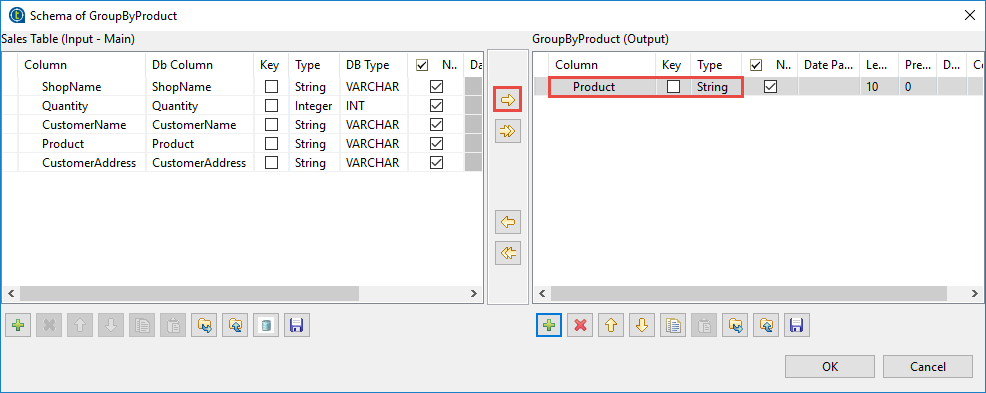 Schema of GroupByProduct
Sales Table (Input - Main)
Column Db Column Key Type DB Type N.. Da
ShopName ShopName String VARCHAR
Quantity Quantity Integer INT
CustomerName CustomerName String VARCHAR
Product Product String VARCHAR
CustomerAddress CustomerAddress String VARCHAR
GroupByProduct (Output)
Column Key Type N.. Date Pa... Le... Pre... D... Co
Product String 10 0
OK Cancel